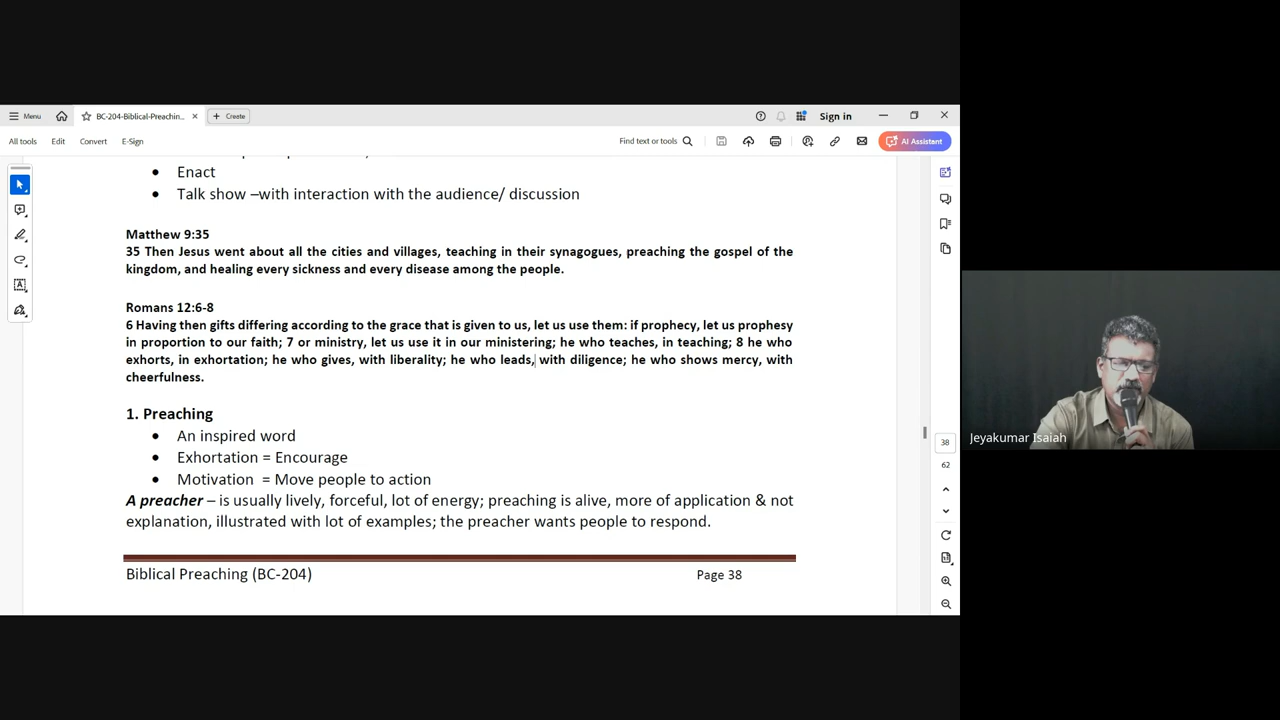 Menu
BC-204-Biblical-Preachin...
Create
Sign in
All tools
Edit
Convert
E-Sign
Find text or tools
AI Assistant
• Enact
• Talk show –with interaction with the audience/ discussion
Matthew 9:35
35 Then Jesus went about all the cities and villages, teaching in their synagogues, preaching the gospel of the
kingdom, and healing every sickness and every disease among the people.
Romans 12:6-8
6 Having then gifts differing according to the grace that is given to us, let us use them: if prophecy, let us prophesy
in proportion to our faith; 7 or ministry, let us use it in our ministering; he who teaches, in teaching; 8 he who
exhorts, in exhortation; he who gives, with liberality; he who leads, with diligence; he who shows mercy, with
cheerfulness.
1. Preaching
• An inspired word
• Exhortation = Encourage
• Motivation = Move people to action
A preacher – is usually lively, forceful, lot of energy; preaching is alive, more of application & not
explanation, illustrated with lot of examples; the preacher wants people to respond.
Biblical Preaching (BC-204)
Page 38
38
62
Jeyakumar Isaiah